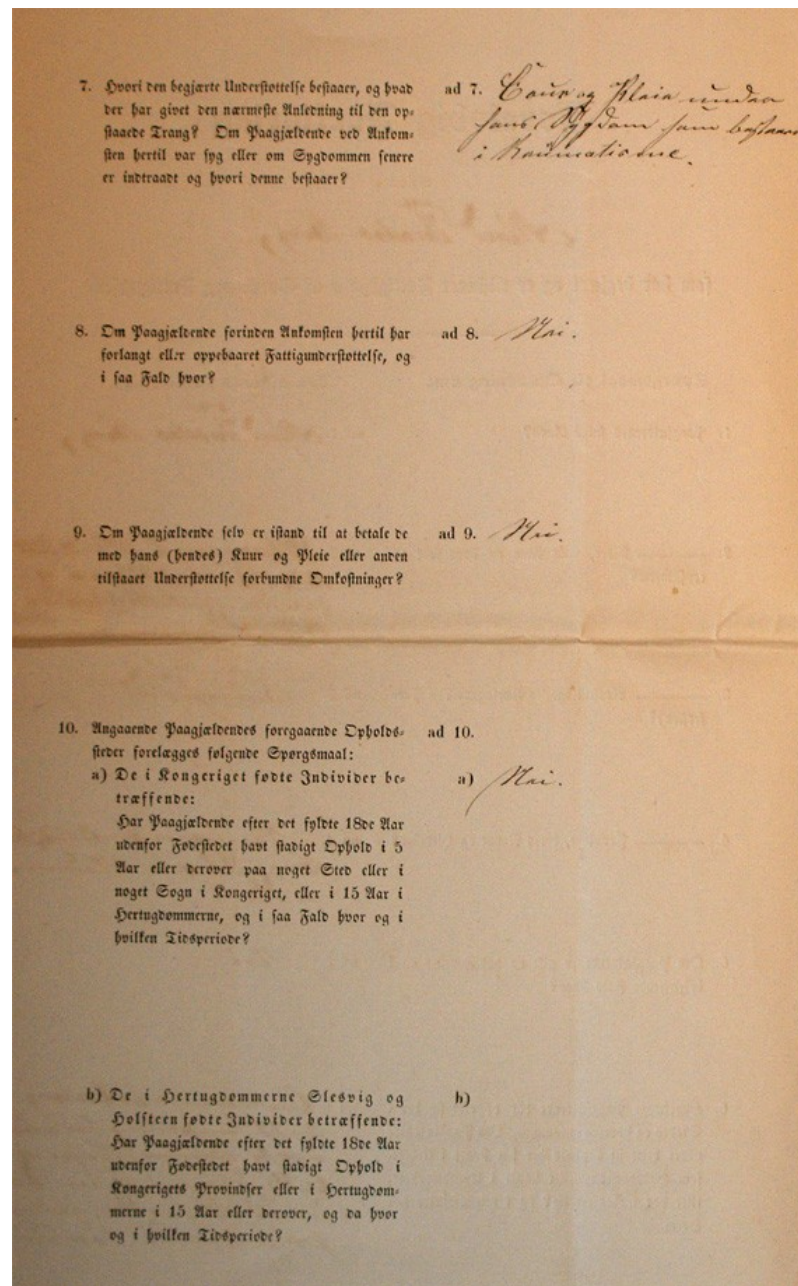 7. Hvori den begjærte Understøttelse bestaaer, og hvad
der har givet den nærmeste Anledning til den op-
staaede Trang? Om Paagjældende ved Ankom-
sten hertil var syg eller om Sygdommen senere
er indtraadt og hvori denne bestaaer?
ad 7. Cour og Pleie under
hans Sygdom som bestaaer
i
8. Om Paagjældende forinden Ankomsten hertil har
forlangt eller oppebaaret Fattigunderstøttelse, og
i saa Fald hvor?
ad 8. Nei.
9. Om Paagjældende selv er istand til at betale de
med hans (hendes) Kuur og Pleie eller anden
tilstaaet Understøttelse forbundne Omkostninger?
ad 9. Nei.
10. Angaaende Paagjældendes foregaaende Opholds-
steder forelægges følgende Spørgsmaal:
ad 10.
a) De i Kongeriget fødte Individer be-
træffende:
Har Paagjældende efter det fyldte 18de Aar
udenfor Fødestedet havt stadigt Ophold i 5
Aar eller derover paa noget Sted eller i
noget Sogn i Kongeriget, eller i 15 Aar i
Hertugdømmerne, og i saa Fald hvor og i
hvilken Tidsperiode?
a) Nei.
b) De i Hertugdømmerne Slesvig og
Holsteen fødte Individer betræffende:
Har Paagjældende efter det fyldte 18de Aar
udenfor Fødestedet havt stadigt Ophold i
Kongerigets Provindser eller i Hertugdøm-
merne i 15 Aar eller derover, og da hvor
og i hvilken Tidsperiode?
b)